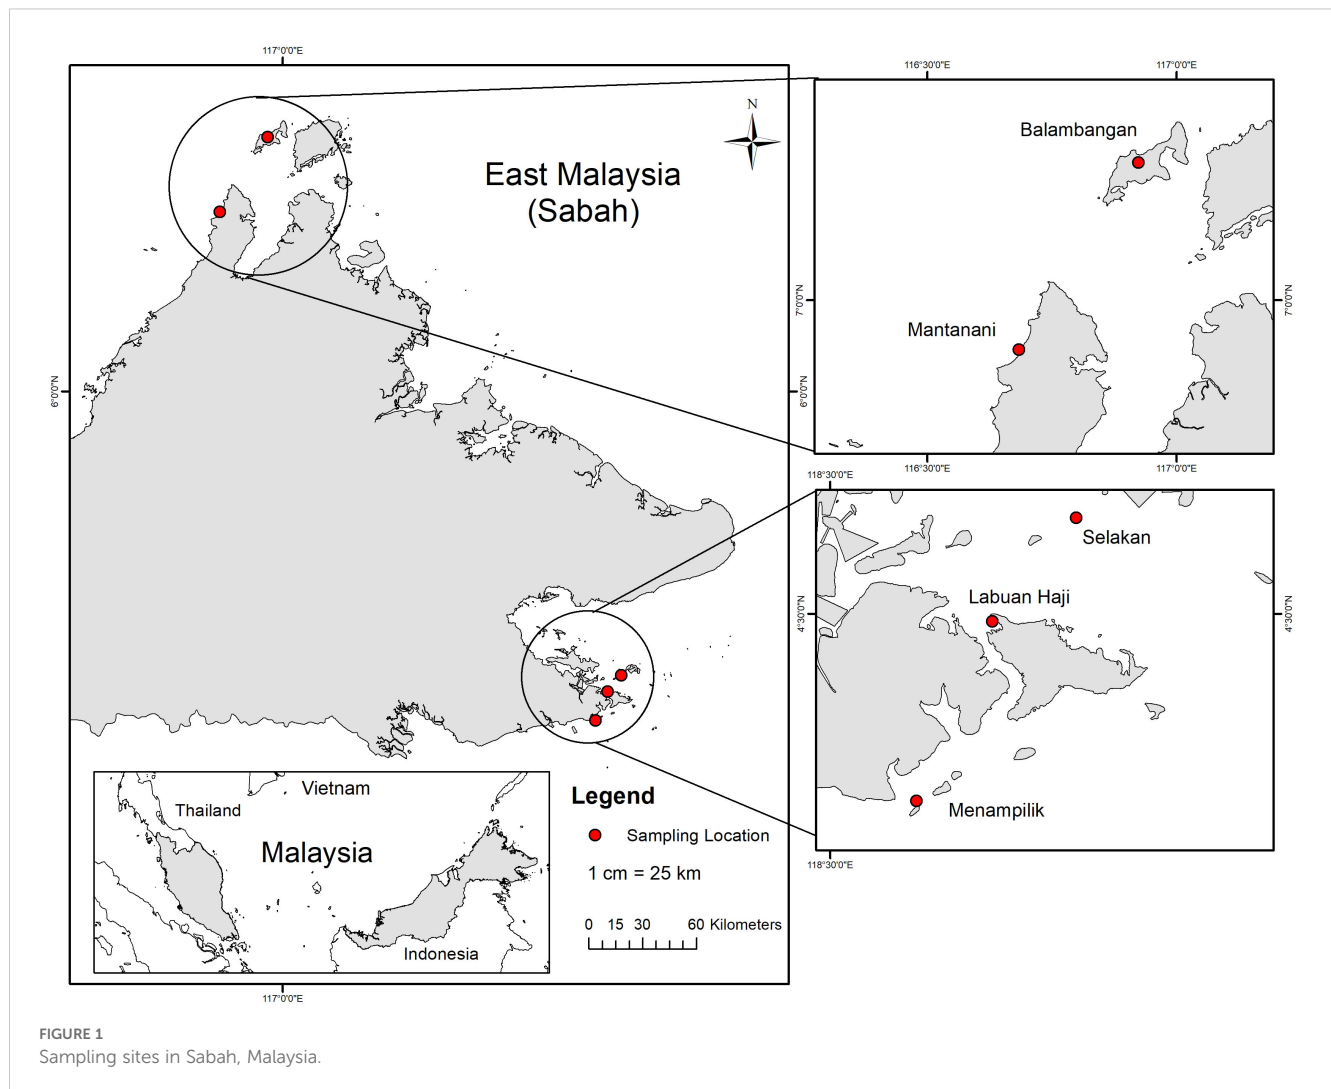 117°0'0"E
N
East Malaysia
(Sabah)
6°0'0"N
6°0'0"N
117°0'0"E
116°30'0"E
117°0'0"E
Balambangan
7°0'0"N
7°0'0"N
Mantanani
116°30'0"E
117°0'0"E
118°30'0"E
Selakan
Labuan Haji
4°30'0"N
4°30'0"N
Menampilik
118°30'0"E
Vietnam
Thailand
Malaysia
Indonesia
Legend
Sampling Location
1 cm = 25 km
0 15 30 60 Kilometers
FIGURE 1
Sampling sites in Sabah, Malaysia.